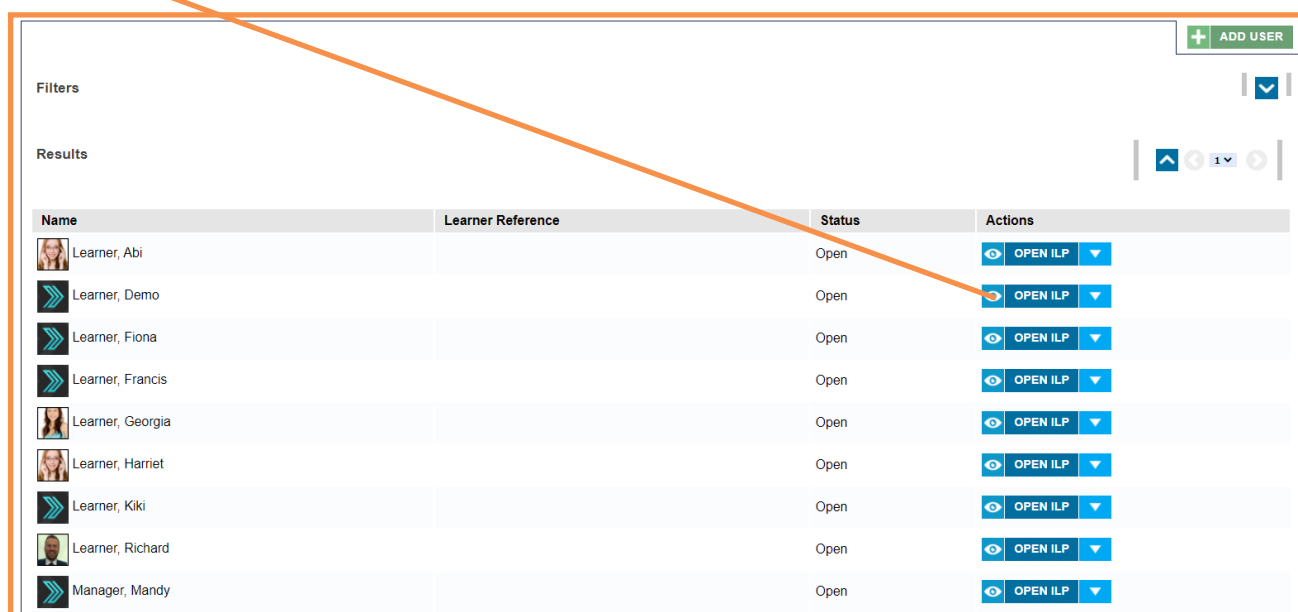 ADD USER
Filters
Results
1
Name Learner Reference Status Actions
Learner, Abi Open OPEN ILP
Learner, Demo Open OPEN ILP
Learner, Fiona Open OPEN ILP
Learner, Francis Open OPEN ILP
Learner, Georgia Open OPEN ILP
Learner, Harriet Open OPEN ILP
Learner, Kiki Open OPEN ILP
Learner, Richard Open OPEN ILP
Manager, Mandy Open OPEN ILP